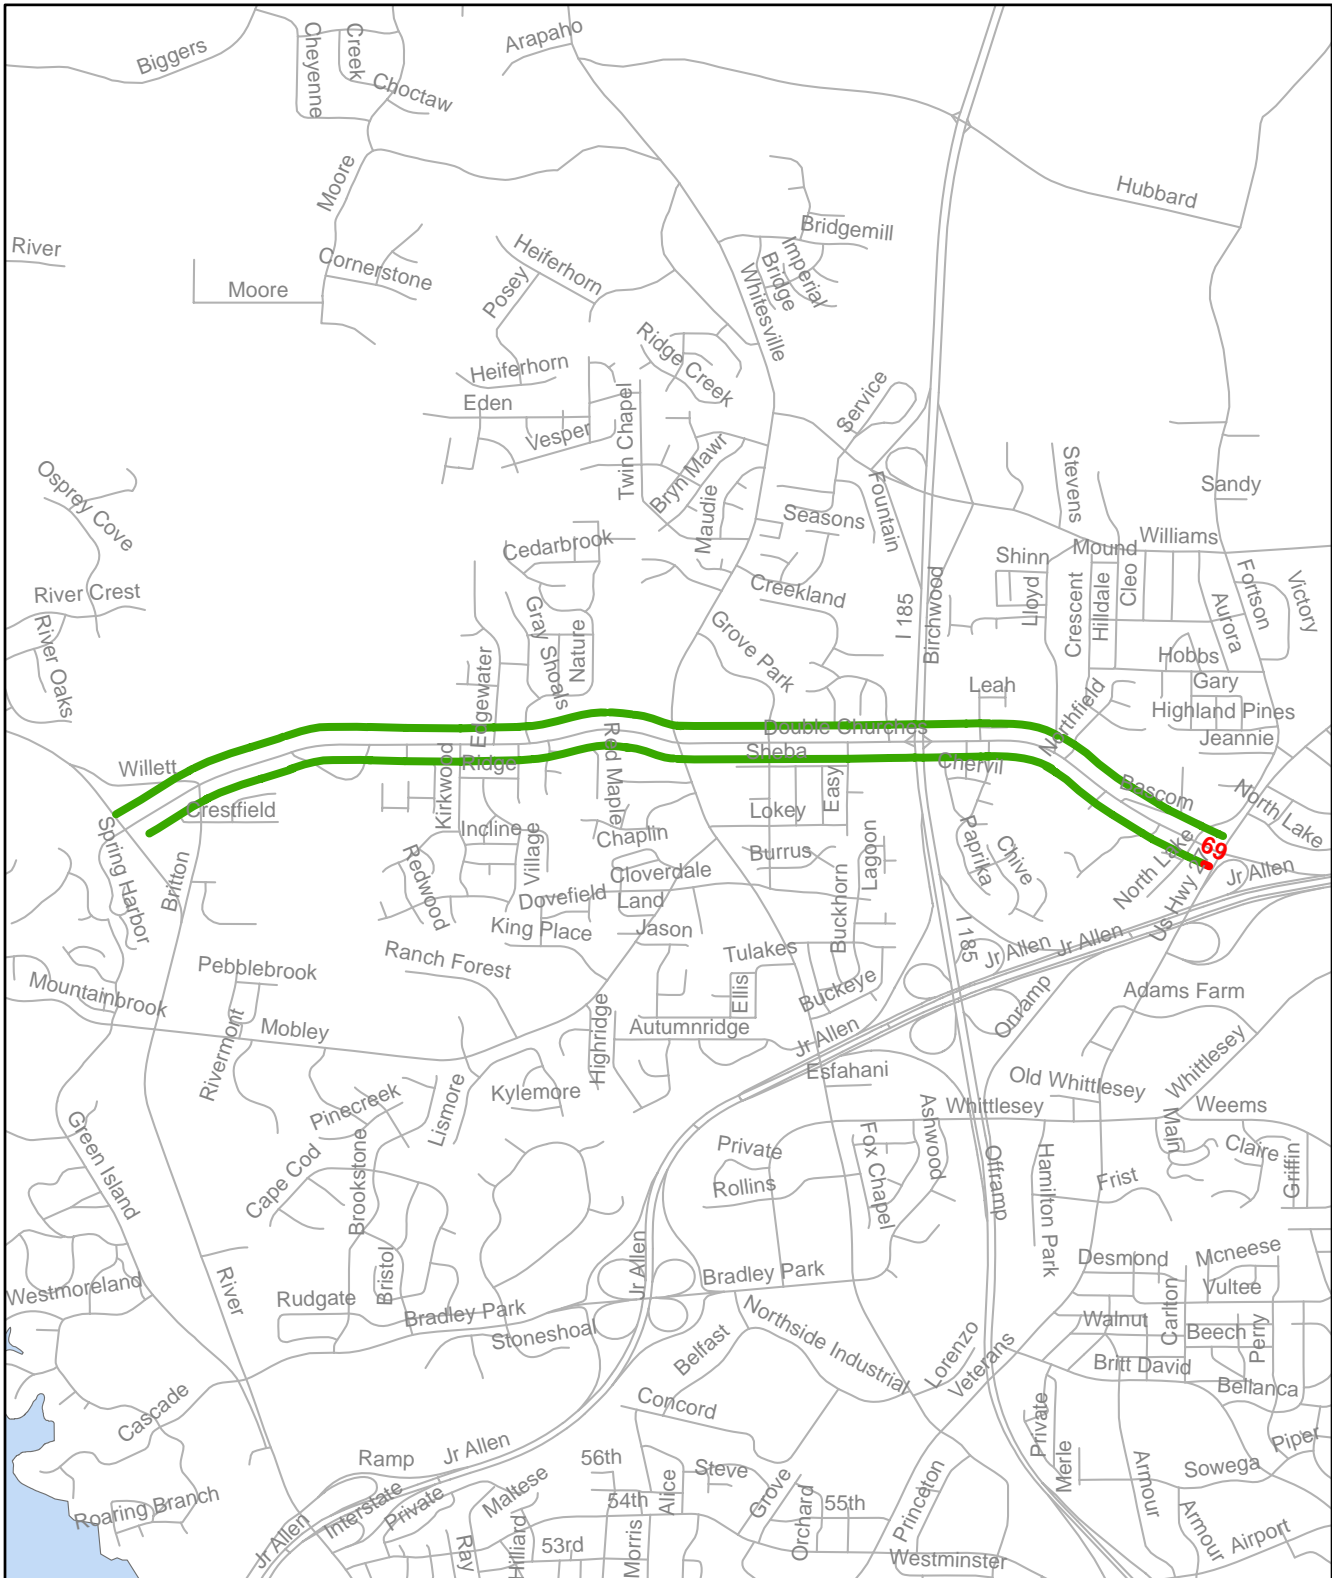 Biggers
Cheyenne
Creek
Choctaw
Arapaho
Moore
Hubbard
River
Moore
Cornerstone
Heiferhorn
Posey
Bridgemill
Imperial
Bridge
Whitesville
Ridge Creek
Heiferhorn
Eden
Vesper
Twin Chapel
Bryn Mawr
Maudie
Service
Fountain
Seasons
Stevens
Sandy
Osprey Cove
River Crest
River Oaks
Cedarbrook
Gray Shoals
Nature
Edgewater
Creekland
Grove Park
I 185
Birchwood
Shinn
Lloyd
Mound
Crescent
Hilldale
Cleo
Williams
Aurora
Fortson
Victory
Hobbs
Gary
Highland Pines
Jeannie
Leah
Northfield
Double Churches
Sheba
Chervil
Bascom
North Lake
Willett
Crestfield
Spring Harbor
Britton
Kirkwood
Ridge
Red Maple
Incline
Village
Redwood
Chaplin
Cloverdale
Dovefield
Land
King Place
Jason
Lokey
Easy
Burrus
Lagoon
Buckhorn
Paprika
Chive
North Lake
69
Us Hwy 27
Jr Allen
Ranch Forest
Pebblebrook
Mountainbrook
Mobley
Rivermont
Tulakes
Ellis
Buckeye
Autumnridge
Highridge
I 185
Jr Allen
Jr Allen
Jr Allen
Onramp
Adams Farm
Whittlesey
Old Whittlesey
Weems
Esfahani
Whittlesey
Ashwood
Fox Chapel
Private
Rollins
Kylemore
Lismore
Pinecreek
Green Island
Cape Cod
Brookstone
Bristol
Offramp
Hamilton Park
Frist
Main
Claire
Griffin
Desmond
Mcneese
Vultee
Walnut
Carlton
Beech
Perry
Britt David
Bellanca
Westmoreland
River
Rudgate
Bradley Park
Stoneshoal
Jr Allen
Bradley Park
Belfast
Northside Industrial
Lorenzo
Veterans
Concord
Cascade
Roaring Branch
Ramp
Jr Allen
Interstate
Private
Maltese
Jr Allen
Ray
Hilliard
53rd
56th
54th
Morris
Alice
Steve
Grove
Orchard
55th
Princeton
Westminster
Private
Merle
Armour
Armour
Sowega
Piper
Airport